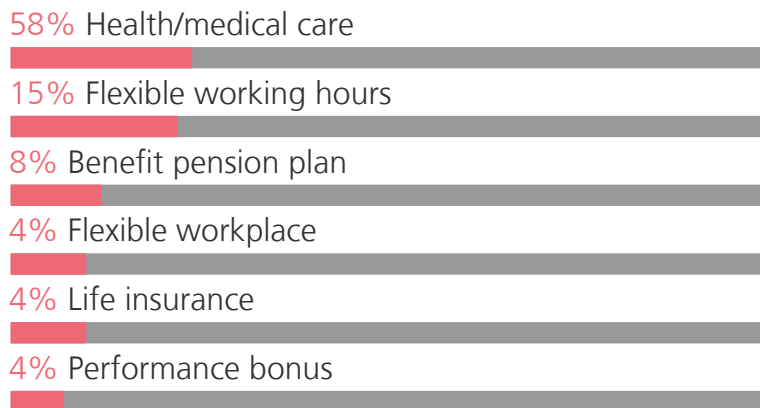 58% Health/medical care
15% Flexible working hours
8% Benefit pension plan
4% Flexible workplace
4% Life insurance
4% Performance bonus